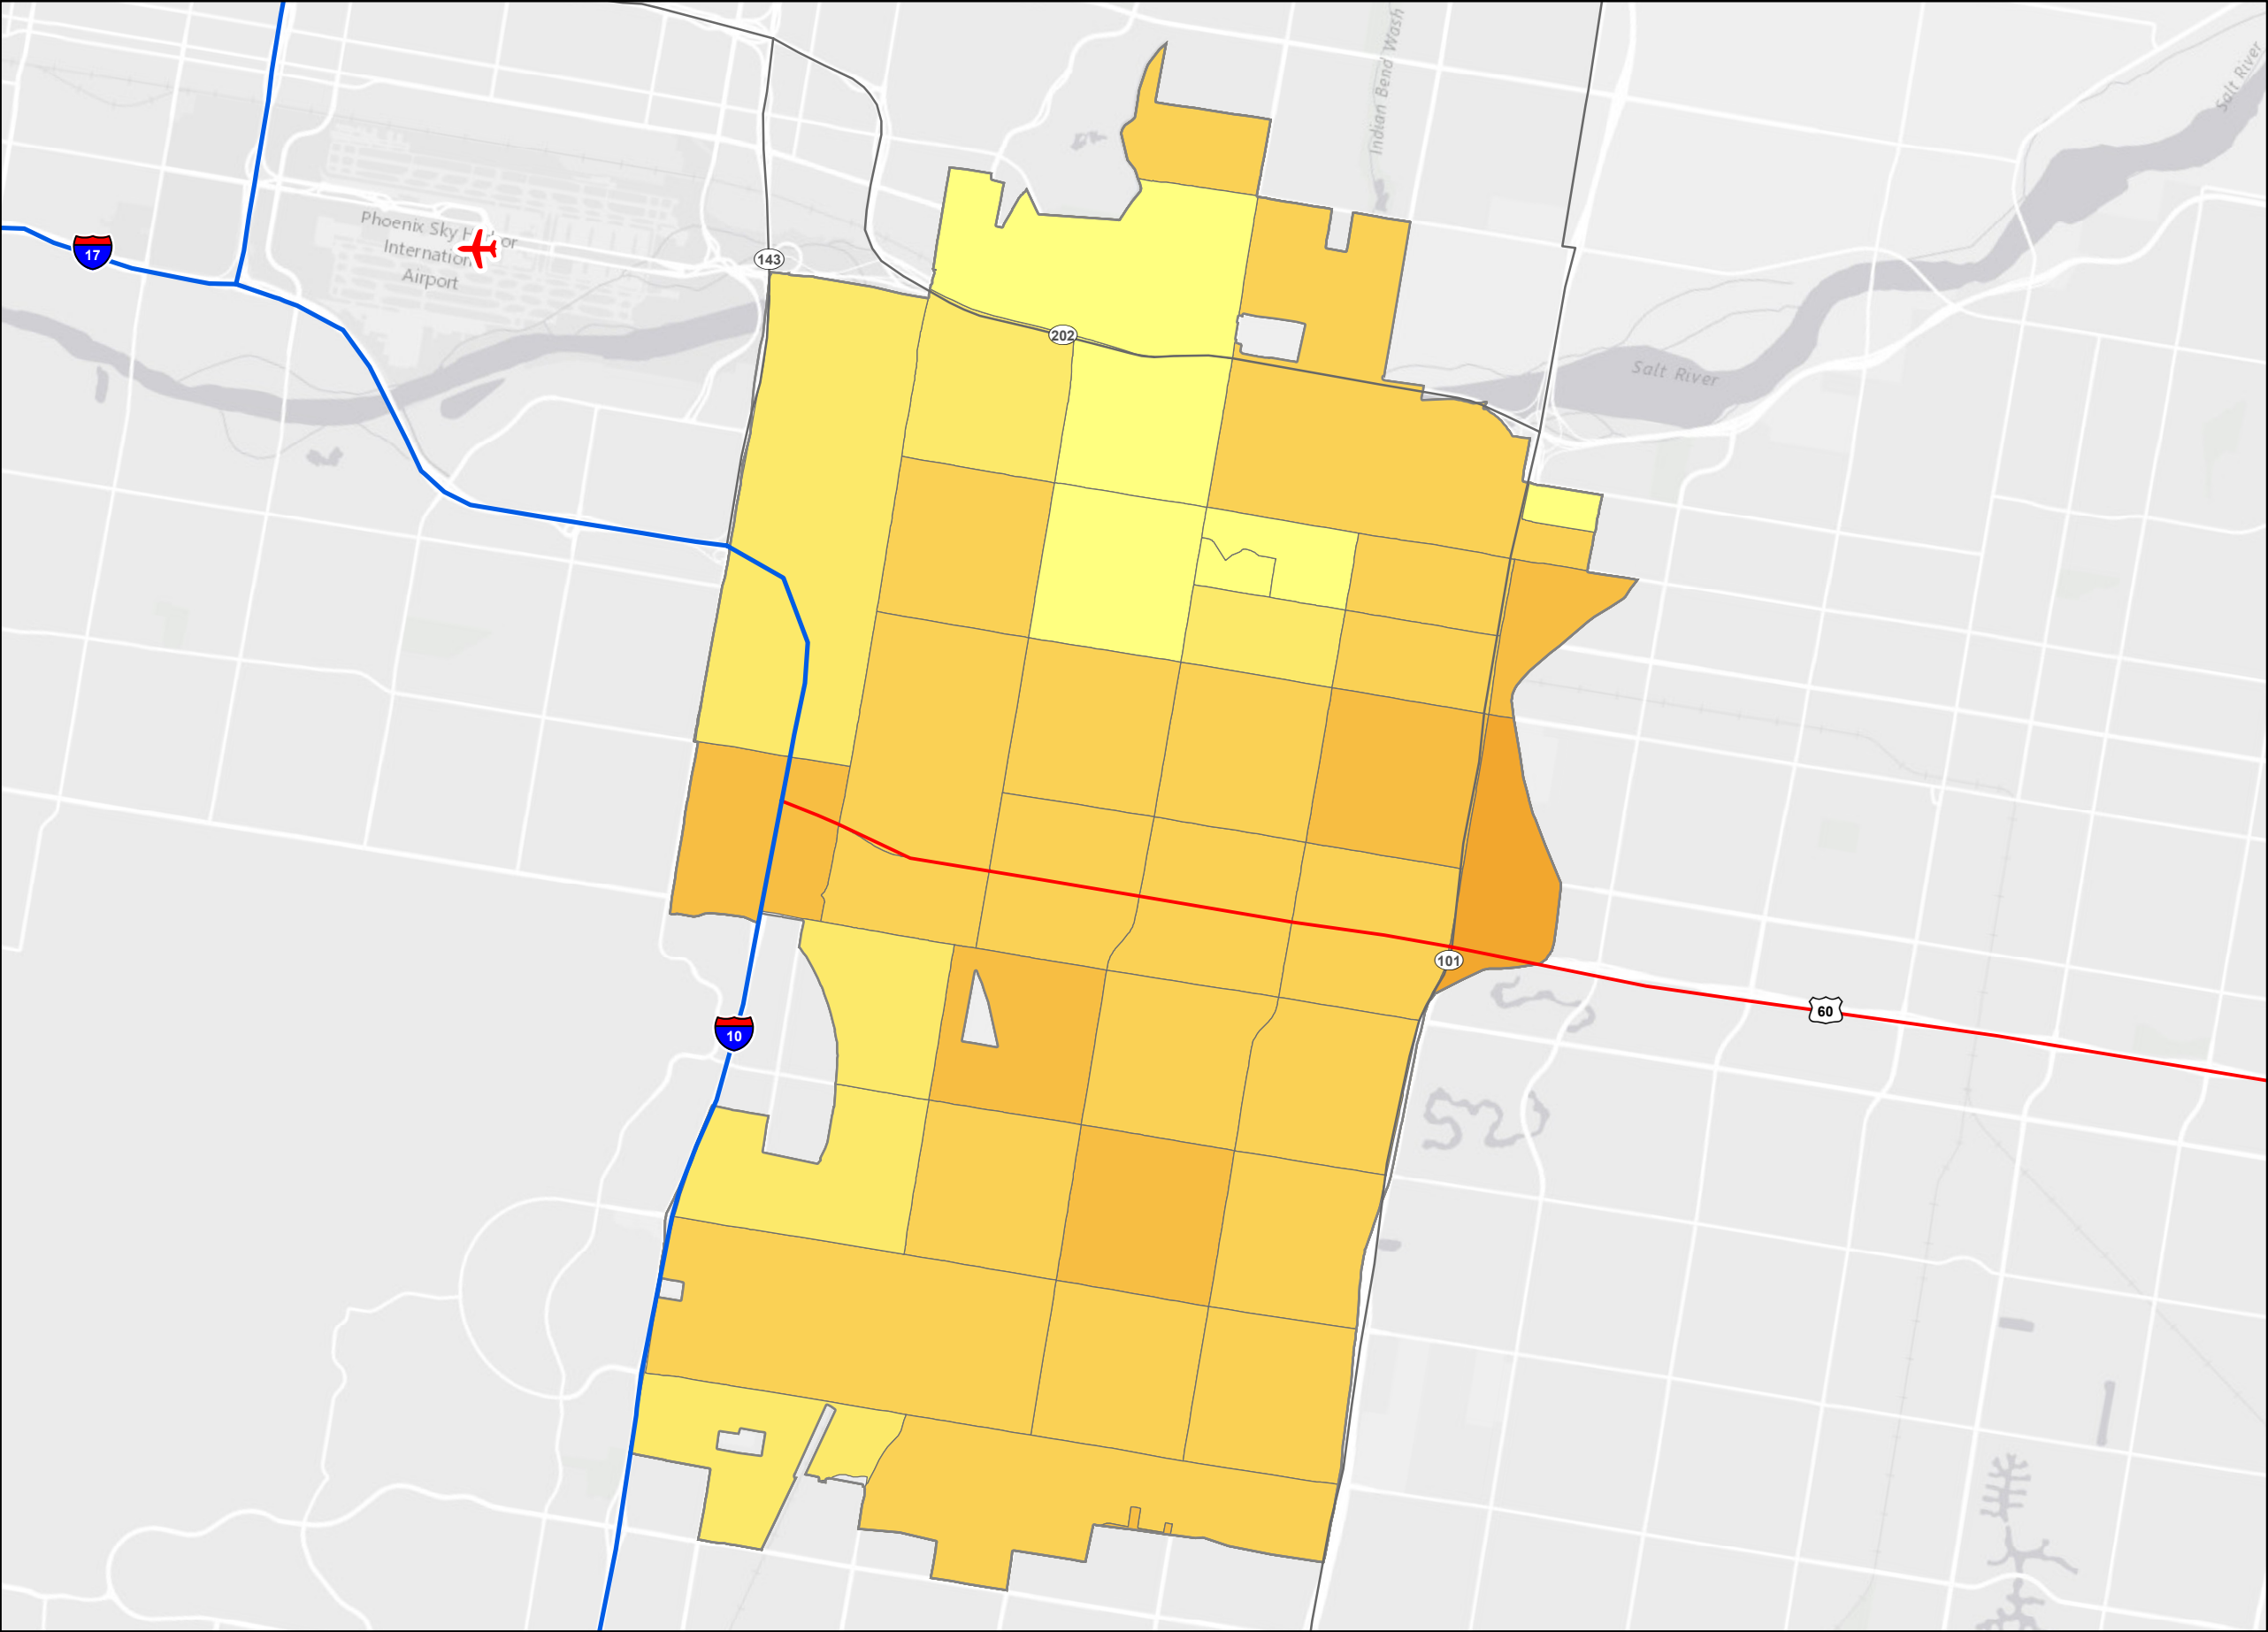 Indian Bend Wash
Salt River
Phoenix Sky Harbor
International
Airport
17
143
202
Salt River
101
60
10